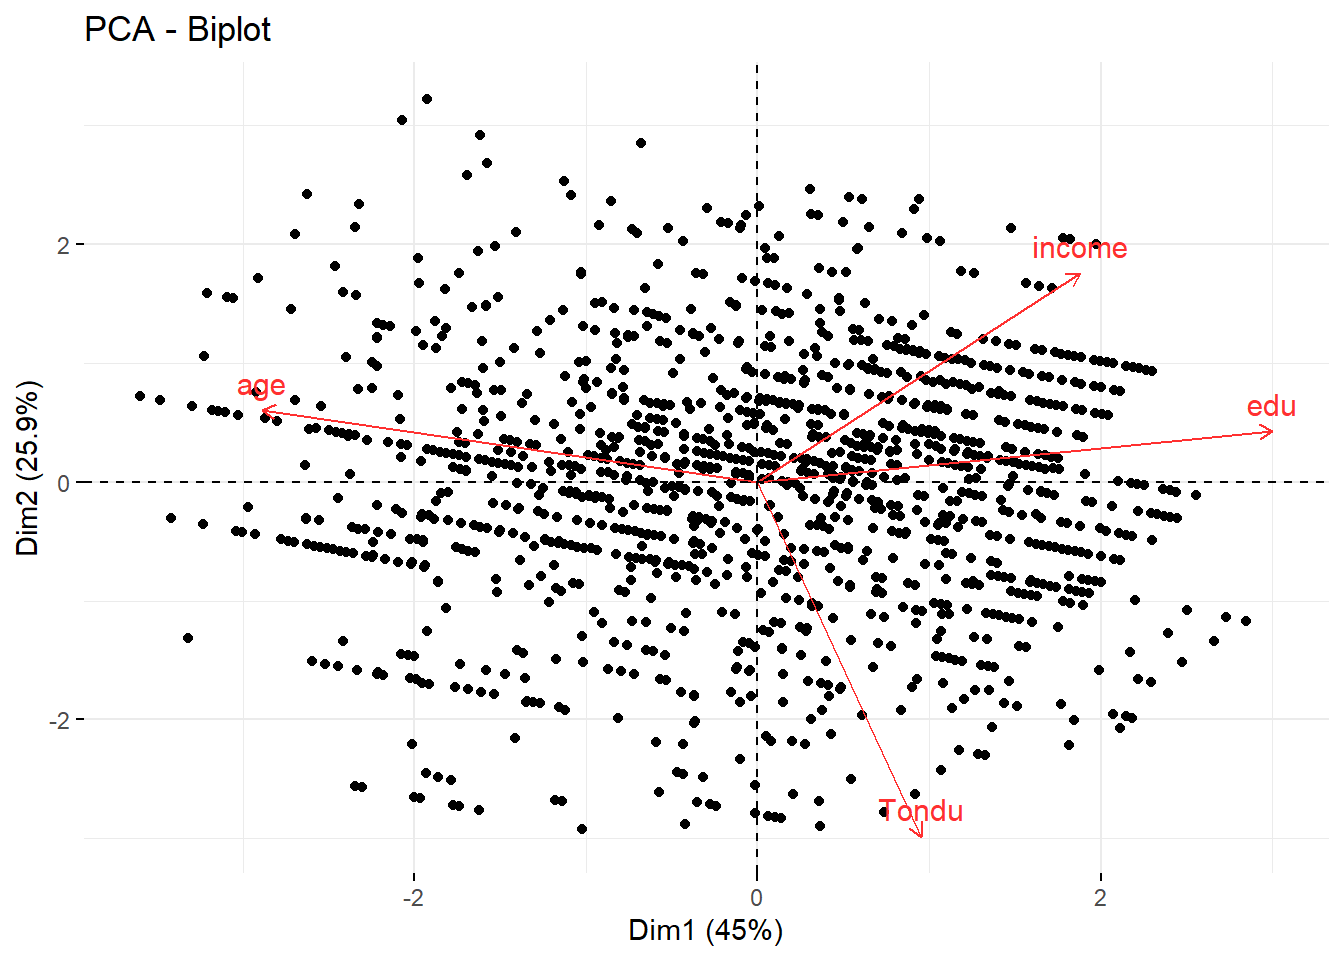 PCA - Biplot
income
edu
age
Tondu
2
0
-2
-2
0
2
Dim1 (45%)
Dim2 (25.9%)